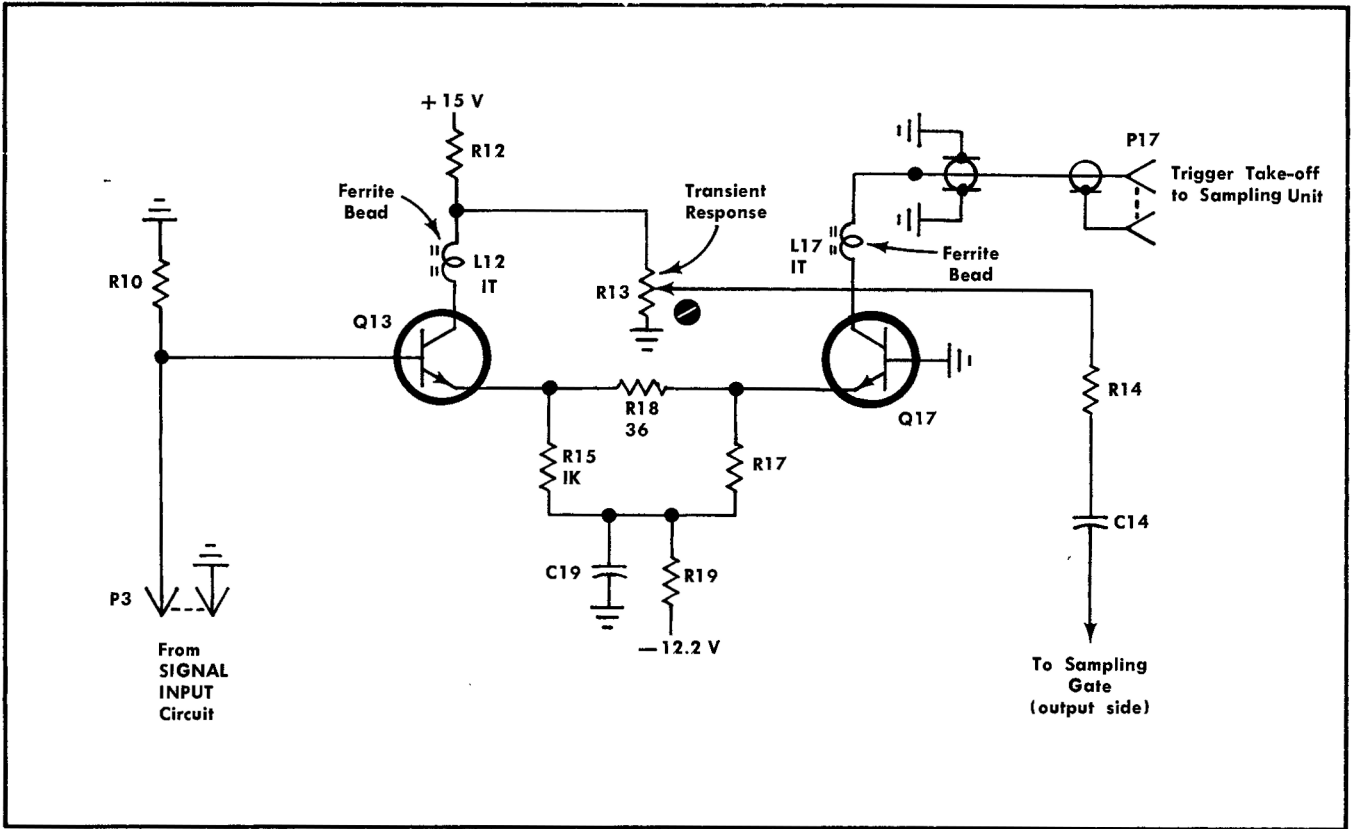 + 15 V
R12
Ferrite
Bead
L12
IT
Transient
Response
R13
P17
Trigger Take-off
to Sampling Unit
L17
IT
Ferrite
Bead
R10
Q13
R18
36
Q17
R14
R15
IK
R17
C14
C19
R19
— 12.2 V
P3
From
SIGNAL
INPUT
Circuit
To Sampling
Gate
(output side)